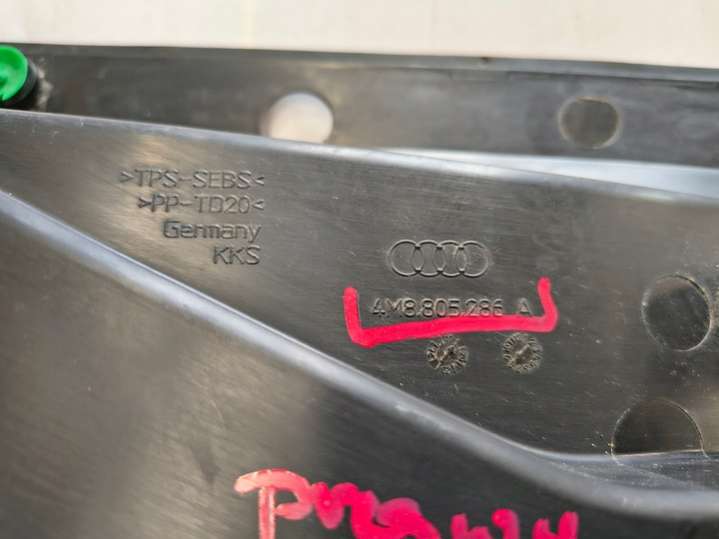 >TPS-SEBS<
>PP-TD20<
Germany
KKS
4M8.805.286 A